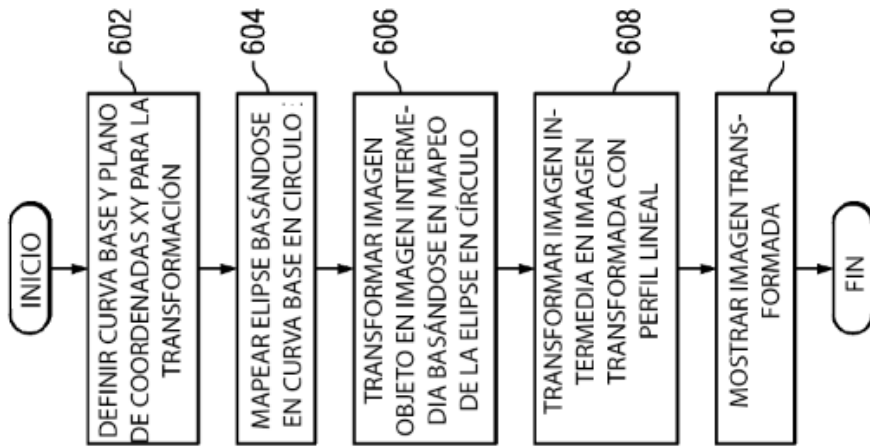 INICIO
602
DEFINIR CURVA BASE Y PLANO
DE COORDENADAS XY PARA LA
TRANSFORMACIÓN
604
MAPEAR ELIPSE BASÁNDOSE
EN CURVA BASE EN CIRCULO :
606
TRANSFORMAR IMAGEN
OBJETO EN IMAGEN INTERME-
DIA BASÁNDOSE EN MAPEO
DE LA ELIPSE EN CÍRCULO
608
TRANSFORMAR IMAGEN IN-
TERMEDIA EN IMAGEN
TRANSFORMADA CON
PERFIL LINEAL
610
MOSTRAR IMAGEN TRANS-
FORMADA
FIN